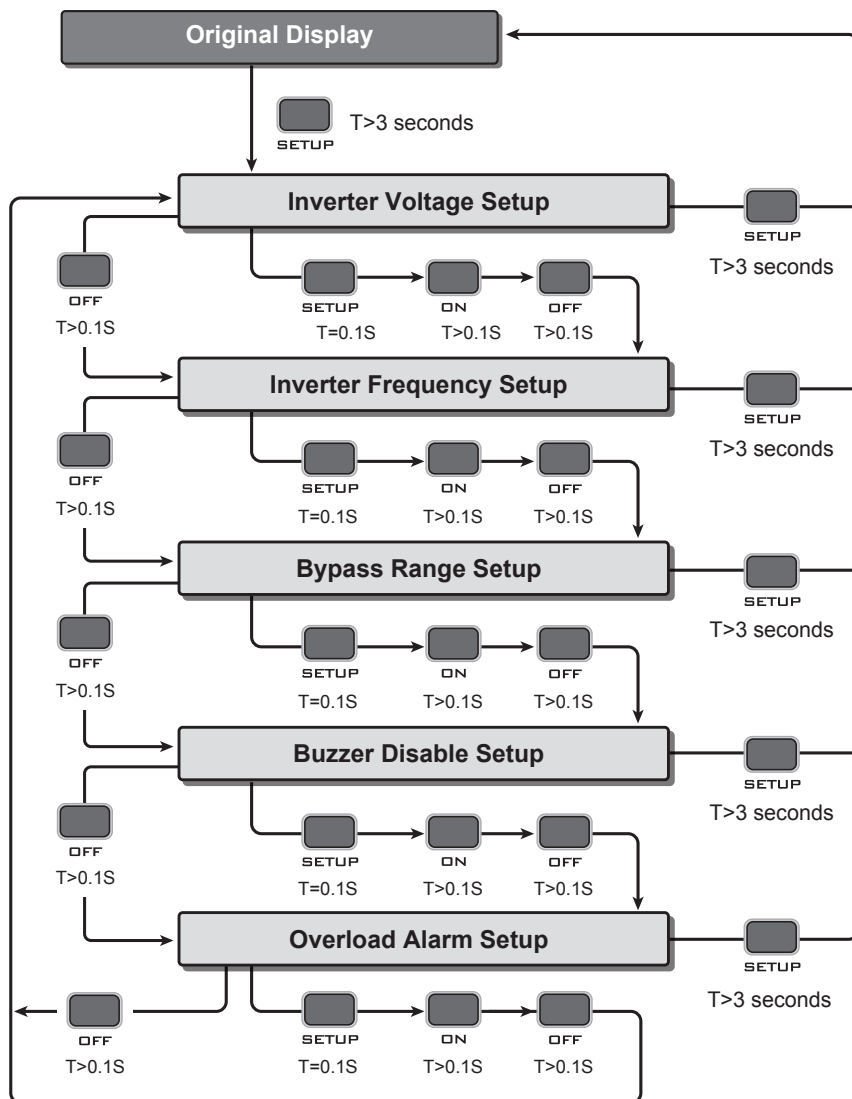 Original Display
SETUP
T>3 seconds
Inverter Voltage Setup
SETUP
T>3 seconds
OFF
T>0.1S
SETUP ON OFF
T=0.1S T>0.1S T>0.1S
Inverter Frequency Setup
SETUP
T>3 seconds
OFF
T>0.1S
SETUP ON OFF
T=0.1S T>0.1S T>0.1S
Bypass Range Setup
SETUP
T>3 seconds
OFF
T>0.1S
SETUP ON OFF
T=0.1S T>0.1S T>0.1S
Buzzer Disable Setup
SETUP
T>3 seconds
OFF
T>0.1S
SETUP ON OFF
T=0.1S T>0.1S T>0.1S
Overload Alarm Setup
SETUP
T>3 seconds
OFF
T>0.1S
SETUP ON OFF
T=0.1S T>0.1S T>0.1S